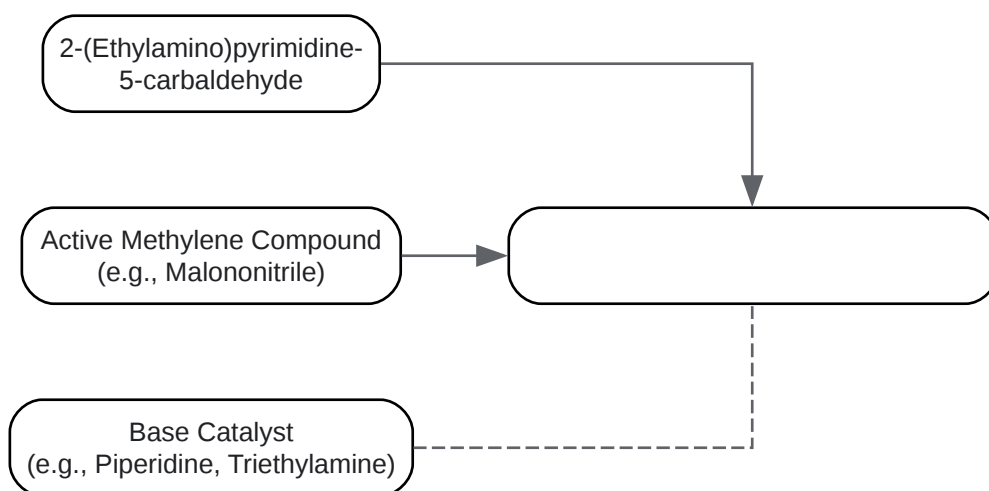 2-(Ethylamino)pyrimidine-
5-carbaldehyde
Active Methylene Compound
(e.g., Malononitrile)
Base Catalyst
(e.g., Piperidine, Triethylamine)